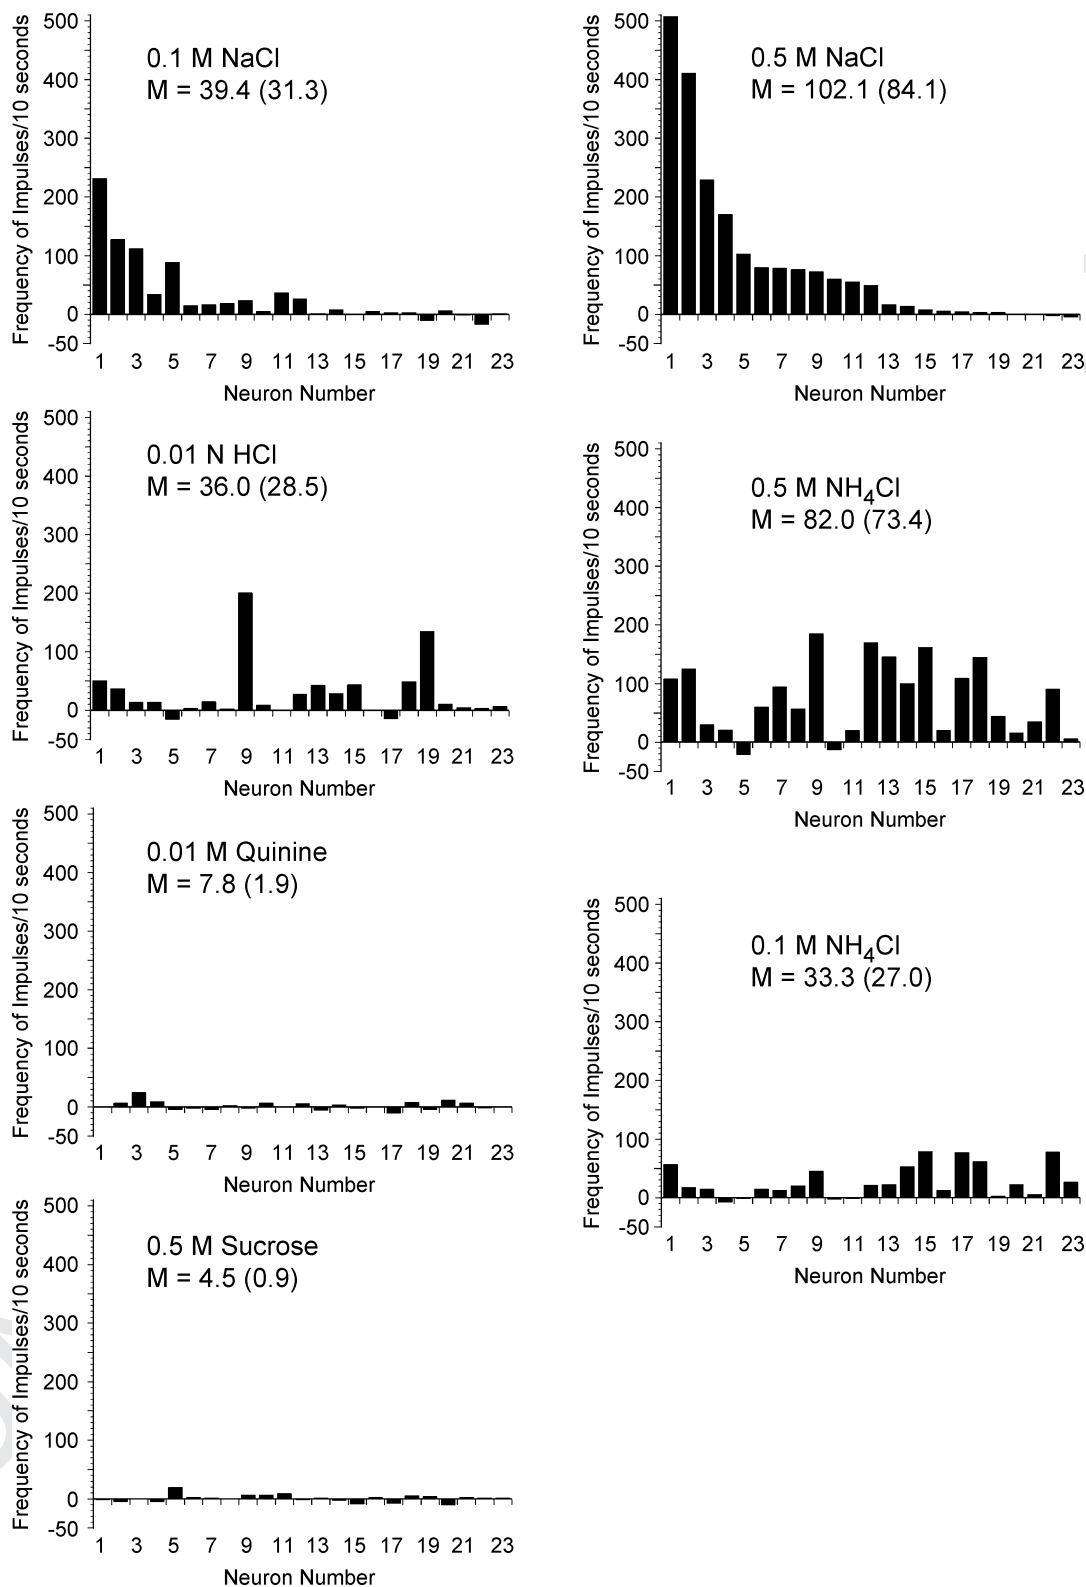 Frequency of Impulses/10 seconds
500
400
300
200
100
0
-50
0.1 M NaCl
M = 39.4 (31.3)
1 3 5 7 9 11 13 15 17 19 21 23
Neuron Number
Frequency of Impulses/10 seconds
500
400
300
200
100
0
-50
0.5 M NaCl
M = 102.1 (84.1)
1 3 5 7 9 11 13 15 17 19 21 23
Neuron Number
Frequency of Impulses/10 seconds
500
400
300
200
100
0
-50
0.01 N HCl
M = 36.0 (28.5)
1 3 5 7 9 11 13 15 17 19 21 23
Neuron Number
Frequency of Impulses/10 seconds
500
400
300
200
100
0
-50
0.5 M NH₄Cl
M = 82.0 (73.4)
1 3 5 7 9 11 13 15 17 19 21 23
Neuron Number
Frequency of Impulses/10 seconds
500
400
300
200
100
0
-50
0.01 M Quinine
M = 7.8 (1.9)
1 3 5 7 9 11 13 15 17 19 21 23
Neuron Number
Frequency of Impulses/10 seconds
500
400
300
200
100
0
-50
0.1 M NH₄Cl
M = 33.3 (27.0)
1 3 5 7 9 11 13 15 17 19 21 23
Neuron Number
Frequency of Impulses/10 seconds
500
400
300
200
100
0
-50
0.5 M Sucrose
M = 4.5 (0.9)
1 3 5 7 9 11 13 15 17 19 21 23
Neuron Number